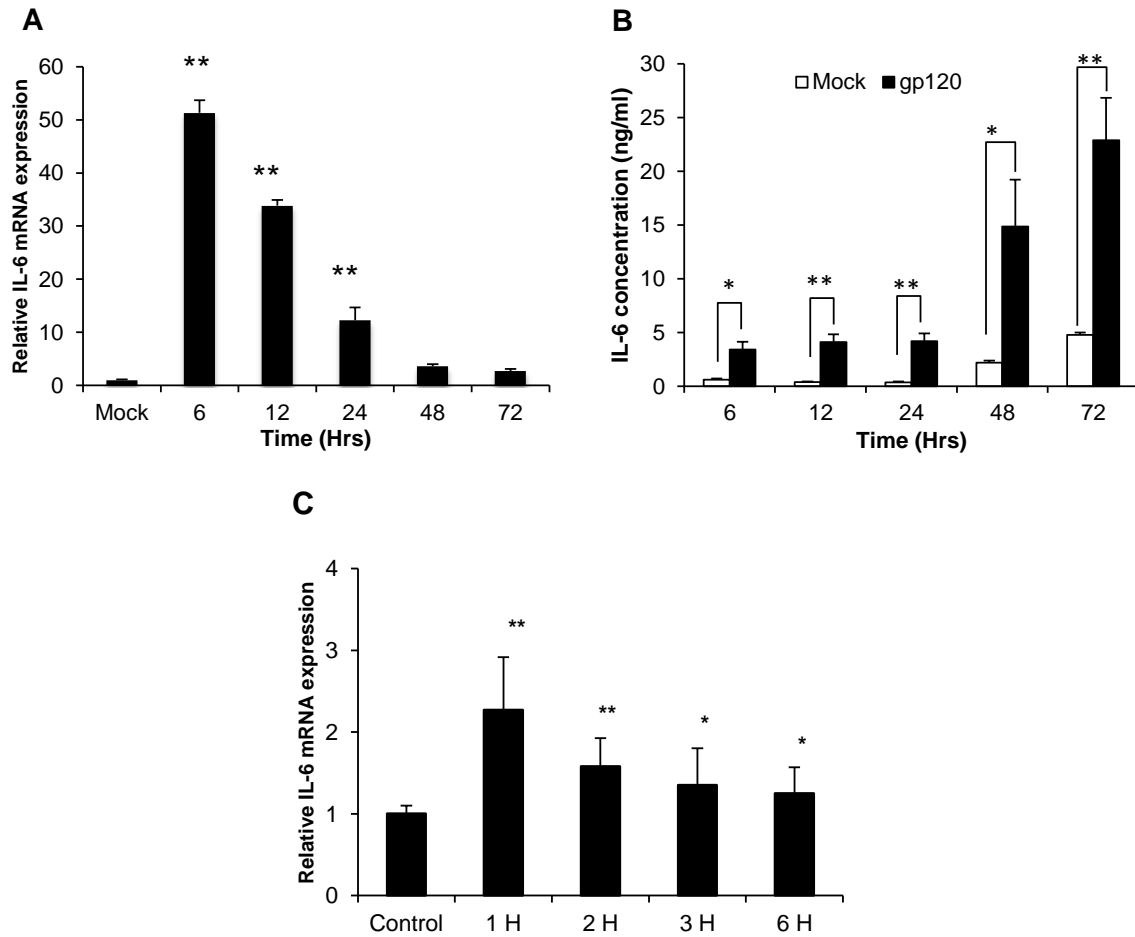 A
Relative IL-6 mRNA expression
60
50
40
30
20
10
0
**
**
**
Mock 6 12 24 48 72
Time (Hrs)
B
IL-6 concentration (ng/ml)
30
25
20
15
10
5
0
Mock gp120
*
**
**
*
**
6 12 24 48 72
Time (Hrs)
C
Relative IL-6 mRNA expression
4
3
2
1
0
**
**
*
*
Control 1 H 2 H 3 H 6 H